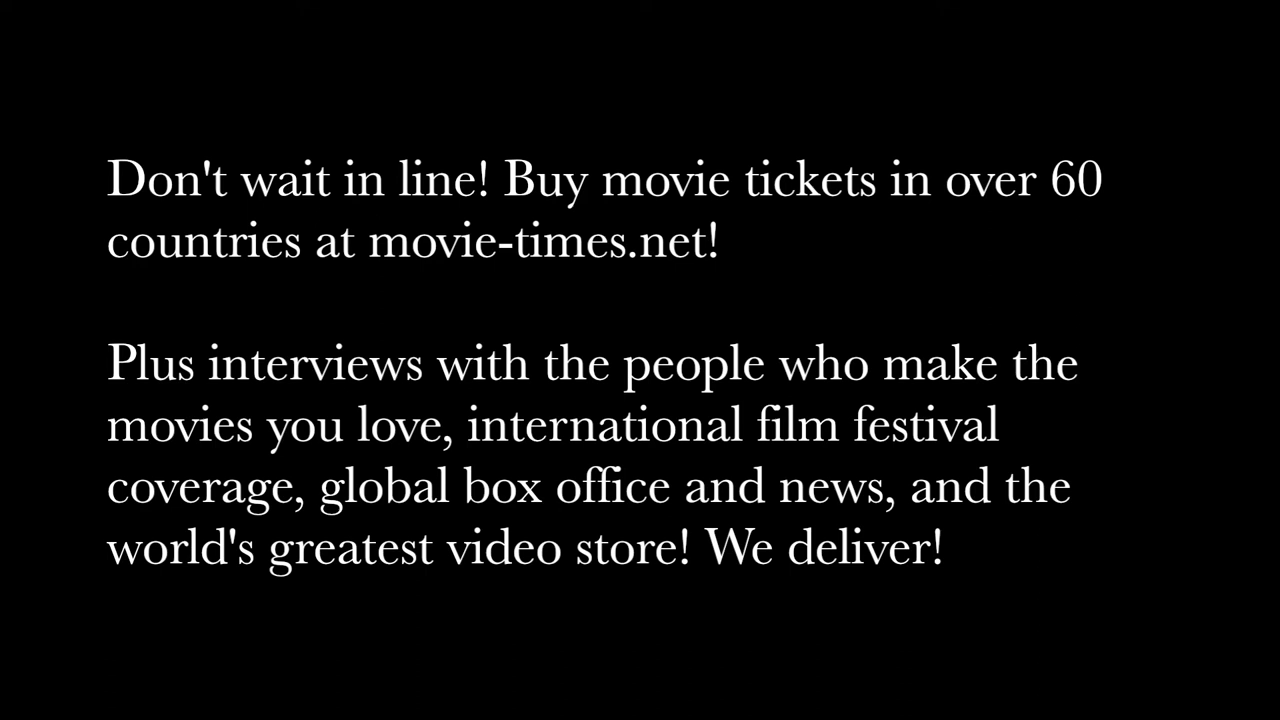 Don't wait in line! Buy movie tickets in over 60
countries at movie-times.net!
Plus interviews with the people who make the
movies you love, international film festival
coverage, global box office and news, and the
world's greatest video store! We deliver!